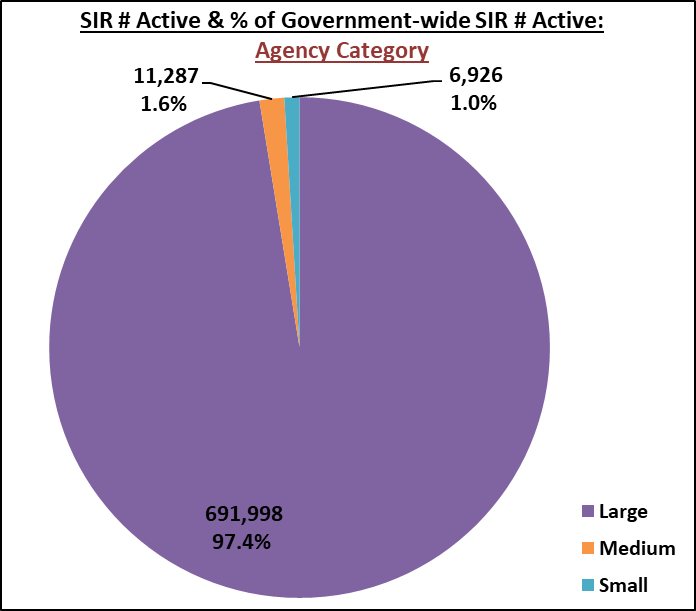 SIR # Active & % of Government-wide SIR # Active:
Agency Category
11,287
1.6%
6,926
1.0%
691,998
97.4%
Large
Medium
Small